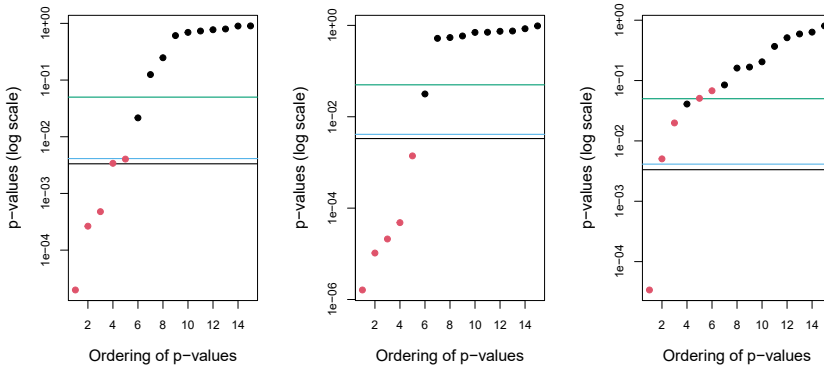 p−values (log scale)
1e−04 1e−03 1e−02 1e−01 1e+00
2 4 6 8 10 12 14
Ordering of p−values
p−values (log scale)
1e−06 1e−04 1e−02 1e+00
2 4 6 8 10 12 14
Ordering of p−values
p−values (log scale)
1e−04 1e−03 1e−02 1e−01 1e+00
2 4 6 8 10 12 14
Ordering of p−values